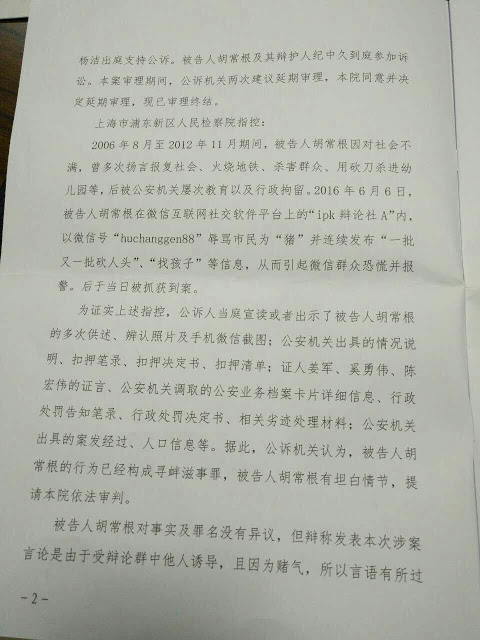 杨洁出庭支持公诉。被告人胡常根及其辩护人纪中久到庭参加诉
讼。本案审理期间，公诉机关两次建议延期审理，本院同意并决
定延期审理，现已审理终结。
上海市浦东新区人民检察院指控：
2006 年 8 月至 2012 年 11 月期间，被告人胡常根因对社会不
满，曾多次扬言报复社会、火烧地铁、杀害群众、用砍刀杀进幼
儿园等，后被公安机关屡次教育以及行政拘留。2016 年 6 月 6 日，
被告人胡常根在微信互联网社交软件平台上的“ipk 辩论社 A”内，
以微信号“huchanggen88”辱骂市民为“猪”并连续发布“一批
又一批砍人头”、“找孩子”等信息，从而引起微信群众恐慌并报
警。后于当日被抓获到案。
为证实上述指控，公诉人当庭宣读或者出示了被告人胡常根
的多次供述、辨认照片及手机微信截图；公安机关出具的情况说
明、扣押笔录、扣押决定书、扣押清单；证人姜军、奚勇伟、陈
宏伟的证言、公安机关调取的公安业务档案卡片详细信息、行政
处罚告知笔录、行政处罚决定书、相关劣迹处理材料；公安机关
出具的案发经过、人口信息等。据此，公诉机关认为，被告人胡
常根的行为已经构成寻衅滋事罪，被告人胡常根有坦白情节，提
请本院依法审判。
被告人胡常根对事实及罪名没有异议，但辩称发表本次涉案
言论是由于受辩论群中他人诱导，且因为赌气，所以言语有所过
- 2 -